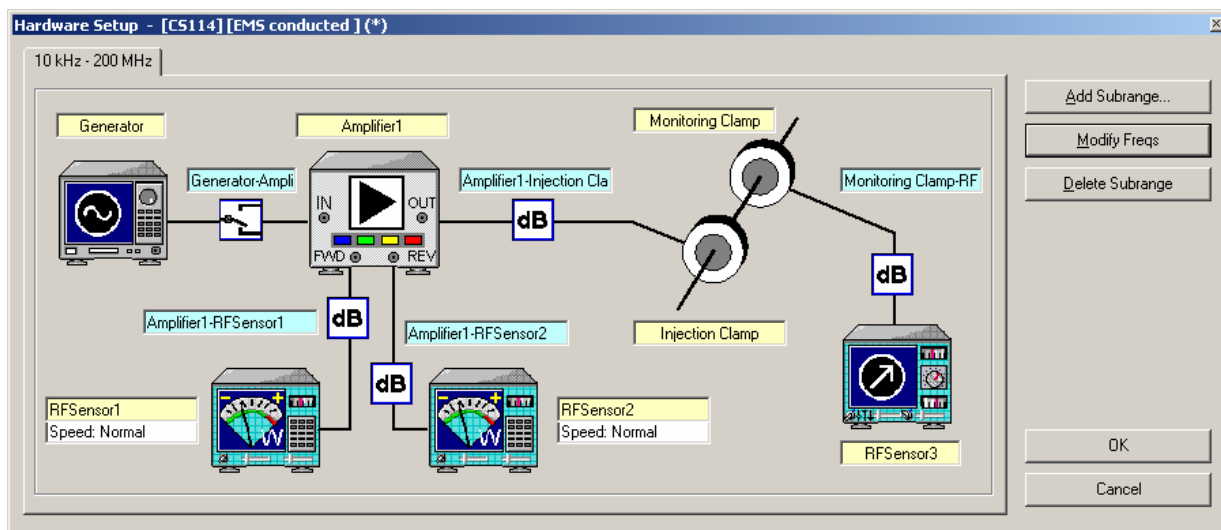 Hardware Setup - [CS114] [EMS conducted ] (*)
10 kHz - 200 MHz
Generator
Amplifier1
Monitoring Clamp
Generator-Ampli
Amplifier1-Injection Cla
Monitoring Clamp-RF
IN
OUT
FWD
REV
dB
dB
Amplifier1-RFSensor1
dB
Amplifier1-RFSensor2
Injection Clamp
dB
RFSensor1
Speed: Normal
W
RFSensor2
Speed: Normal
W
RFSensor3
Add Subrange...
Modify Freqs
Delete Subrange
OK
Cancel